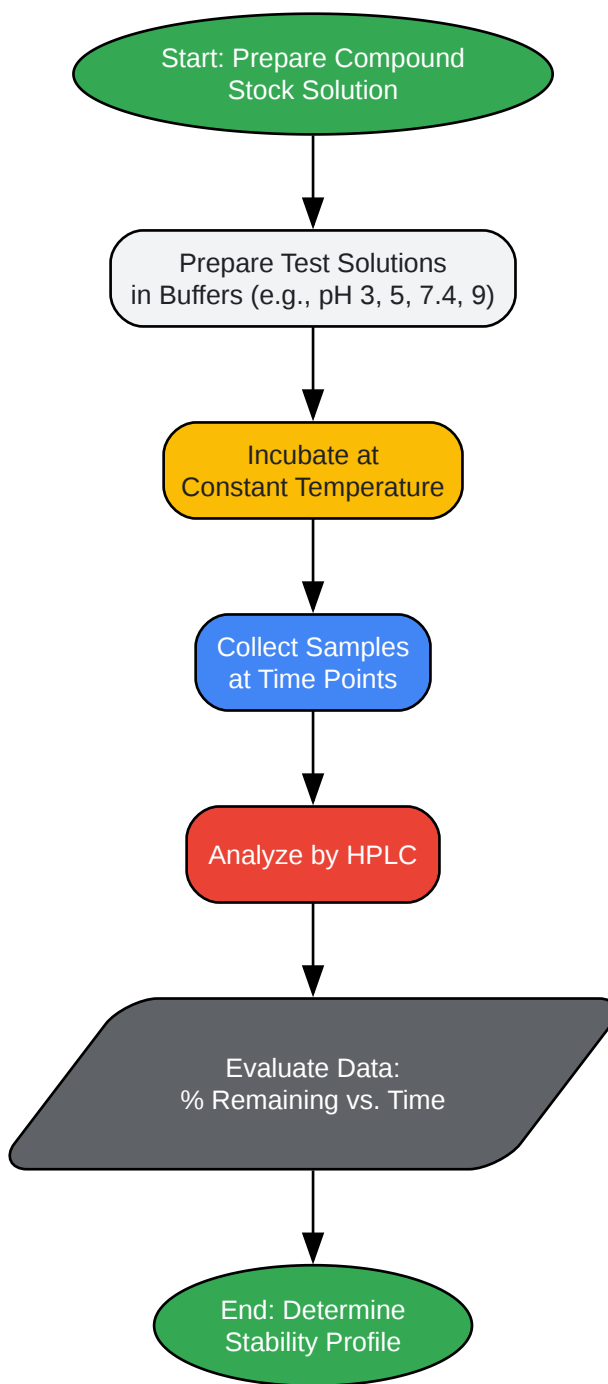 Start: Prepare Compound
Stock Solution
Prepare Test Solutions
in Buffers (e.g., pH 3, 5, 7.4, 9)
Incubate at
Constant Temperature
Collect Samples
at Time Points
Analyze by HPLC
Evaluate Data:
% Remaining vs. Time
End: Determine
Stability Profile